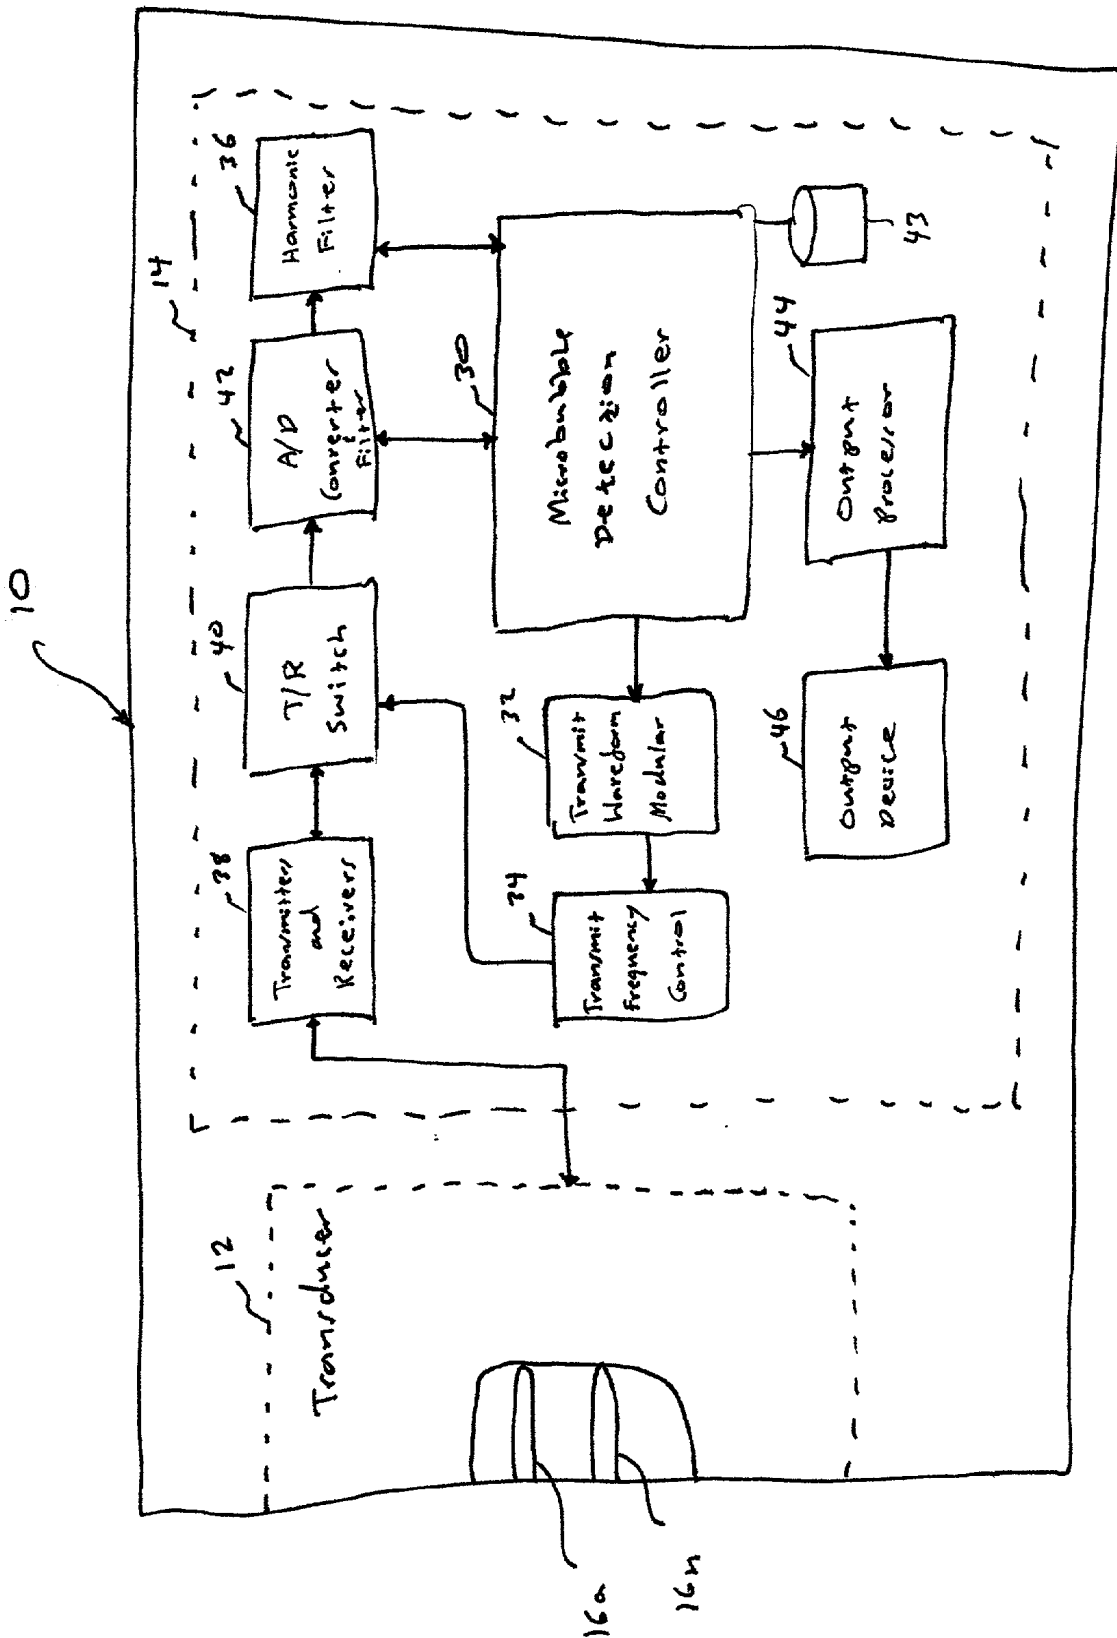 10
12
Transducer
16a
16n
14
38
Transmitters
and
Receivers
40
T/R
Switch
42
A/D
Converter
&
Filter
36
Harmonic
Filter
34
Transmit
Frequency
Control
32
Transmit
Waveform
Modular
30
Microbubble
Detection
Controller
43
46
Output
Device
44
Output
Processor